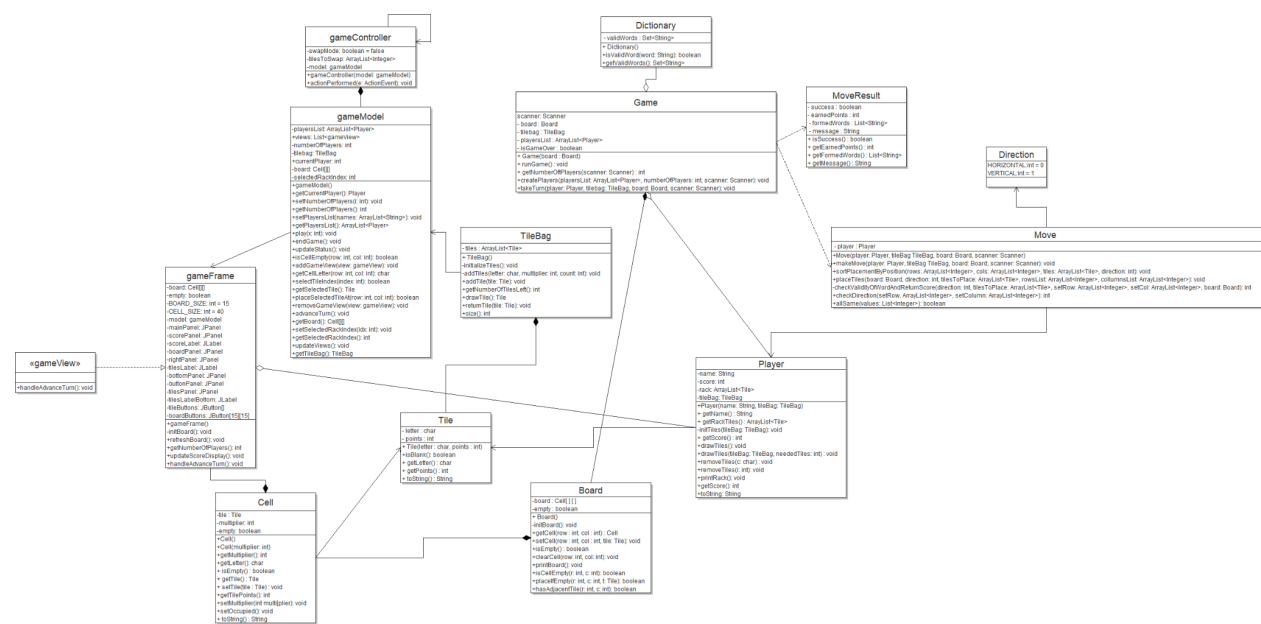 gameController
-swapMode: boolean = false
-tilesToSwap: ArrayList<Integer>
-model: gameModel
+gameController(model: gameModel)
+actionPerformed(e: ActionEvent): void
Dictionary
- validWords : Set<String>
+ Dictionary()
+isValidWord(word: String): boolean
+getValidWords(): Set<String>
gameModel
-playersList: ArrayList<Player>
+views: List<gameView>
-numberOfPlayers: int
-tilebag: TileBag
+currentPlayer: int
-board: Cell[][]
-selectedRackIndex: int
+gameModel()
+getCurrentPlayer(): Player
+setNumberOfPlayers(i: int): void
+getNumberOfPlayers(): int
+setPlayersList(names: ArrayList<String>): void
+getPlayersList(): ArrayList<Player>
+play(x: int): void
+endGame(): void
+updateStatus(): void
+isCellEmpty(row: int, col: int): boolean
+addGameView(view: gameView): void
+getCellLetter(row: int, col: int): char
+selectTileIndex(index: int): boolean
+getSelectedTile(): Tile
+placeSelectedTileAt(row: int, col: int): boolean
+removeGameView(view: gameView): void
+advanceTurn(): void
+getBoard(): Cell[][]
+setSelectedRackIndex(idx: int): void
+getSelectedRackIndex(): int
+updateViews(): void
+getTileBag(): TileBag
Game
scanner: Scanner
- board : Board
- tilebag : TileBag
- playersList : ArrayList<Player>
- isGameOver : boolean
+ Game(board : Board)
+ runGame() : void
+ getNumberOfPlayers(scanner: Scanner) : int
+createPlayers(playersList: ArrayList<Player>, numberOfPlayers: int, scanner: Scanner) : void
+takeTurn(player: Player, tilebag: TileBag, board: Board, scanner: Scanner): void
MoveResult
- success : boolean
- earnedPoints : int
- formedWords : List<String>
- message : String
+ isSuccess() : boolean
+ getEarnedPoints() : int
+ getFormedWords() : List<String>
+ getMessage() : String
Direction
HORIZONTAL:int = 0
VERTICAL:int = 1
Move
- player : Player
+Move(player: Player, tileBag TileBag, board: Board, scanner: Scanner)
+makeMove(player: Player, tileBag TileBag, board: Board, scanner: Scanner): void
+sortPlacementByPosition(rows: ArrayList<Integer>, cols: ArrayList<Integer>, tiles: ArrayList<Tile>, direction: int): void
+placeTiles(board: Board, direction: int, tilesToPlace: ArrayList<Tile>, rowsList: ArrayList<Integer>, columnsList: ArrayList<Integer>): void
+checkValidityOfWordAndReturnScore(direction: int, tilesToPlace: ArrayList<Tile>, setRow: ArrayList<Integer>, setCol: ArrayList<Integer>, board: Board): int
+checkDirection(setRow, ArrayList<Integer>, setColumn: ArrayList<Integer>): int
+allSame(values: List<Integer>): boolean
TileBag
- tiles : ArrayList<Tile>
+ TileBag()
-initializeTiles(): void
- addTiles(letter: char, multiplier: int, count: int): void
+addTile(tile: Tile): void
+getNumberOfTilesLeft(): int
+drawTile(): Tile
+returnTile(tile: Tile): void
+size(): int
gameFrame
-board: Cell[][]
-empty: boolean
-BOARD_SIZE: int = 15
-CELL_SIZE: int = 40
-model: gameModel
-mainPanel: JPanel
-scorePanel: JPanel
-scoreLabel: JLabel
-boardPanel: JPanel
-rightPanel: JPanel
-tilesLabel: JLabel
-bottomPanel: JPanel
-buttonPanel: JPanel
-tilesPanel: JPanel
-tilesLabelBottom: JLabel
-tileButtons: JButton[]
-boardButtons: JButton[15][15]
+gameFrame()
-initBoard(): void
+refreshBoard(): void
+getNumberOfPlayers(): int
+updateScoreDisplay(): void
+handleAdvanceTurn(): void
«gameView»
+handleAdvanceTurn(): void
Player
-name: String
-score: int
-rack: ArrayList<Tile>
-tileBag: TileBag
+Player(name: String, tileBag: TileBag)
+ getName() : String
+ getRackTiles() : ArrayList<Tile>
-initTiles(tileBag: TileBag): void
+ getScore() : int
+drawTiles(): void
+drawTiles(tileBag: TileBag, neededTiles: int) : void
+removeTiles(c: char): void
+removeTiles(i: int): void
+printRack(): void
+getScore(): int
+toString: String
Tile
- letter : char
- points : int
+ Tile(letter : char, points : int)
+isBlank(): boolean
+ getLetter() : char
+ getPoints() : int
+ toString() : String
Cell
-tile : Tile
-multiplier: int
-empty: boolean
+Cell()
+Cell(multiplier: int)
+getMultiplier(): int
+getLetter(): char
+ isEmpty() : boolean
+ getTile() : Tile
+ setTile(tile : Tile) : void
+getTilePoints(): int
+setMultiplier(int multi[plier): void
+setOccupied(): void
+ toString() : String
Board
-board : Cell[ ] [ ]
-empty : boolean
+ Board()
-initBoard(): void
+getCell(row : int, col : int) : Cell
+setCell(row : int, col : int, tile: Tile): void
+isEmpty() : boolean
+clearCell(row: int, col: int): void
+printBoard(): void
+isCellEmpty(r: int, c: int): boolean
+placeIfEmpty(r: int, c: int, t: Tile): boolean
+hasAdjacentTile(r: int, c: int): boolean